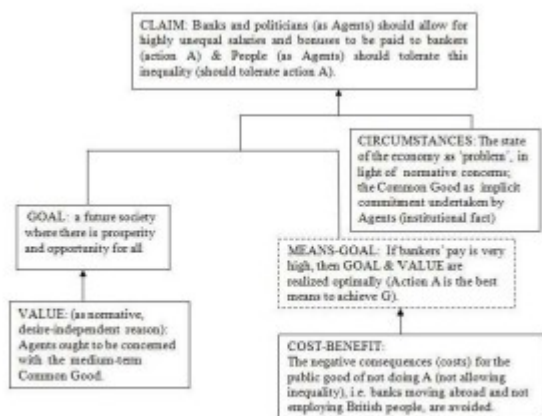 CLAIM: Banks and politicians (as Agents) should allow for
highly unequal salaries and bonuses to be paid to bankers
(action A) & People (as Agents) should tolerate this
inequality (should tolerate action A).
CIRCUMSTANCES: The state
of the economy as 'problem', in
light of normative concerns;
the Common Good as implicit
commitment undertaken by
Agents (institutional fact)
GOAL: a future society
where there is prosperity
and opportunity for all
MEANS-GOAL: If bankers' pay is very
high, then GOAL & VALUE are
realized optimally (Action A is the best
means to achieve G).
VALUE: (as normative,
desire-independent reason):
Agents ought to be concerned
with the medium-term
Common Good.
COST-BENEFIT:
The negative consequences (costs) for the
public good of not doing A (not allowing
inequality), i.e. banks moving abroad and not
employing British people, are avoided.